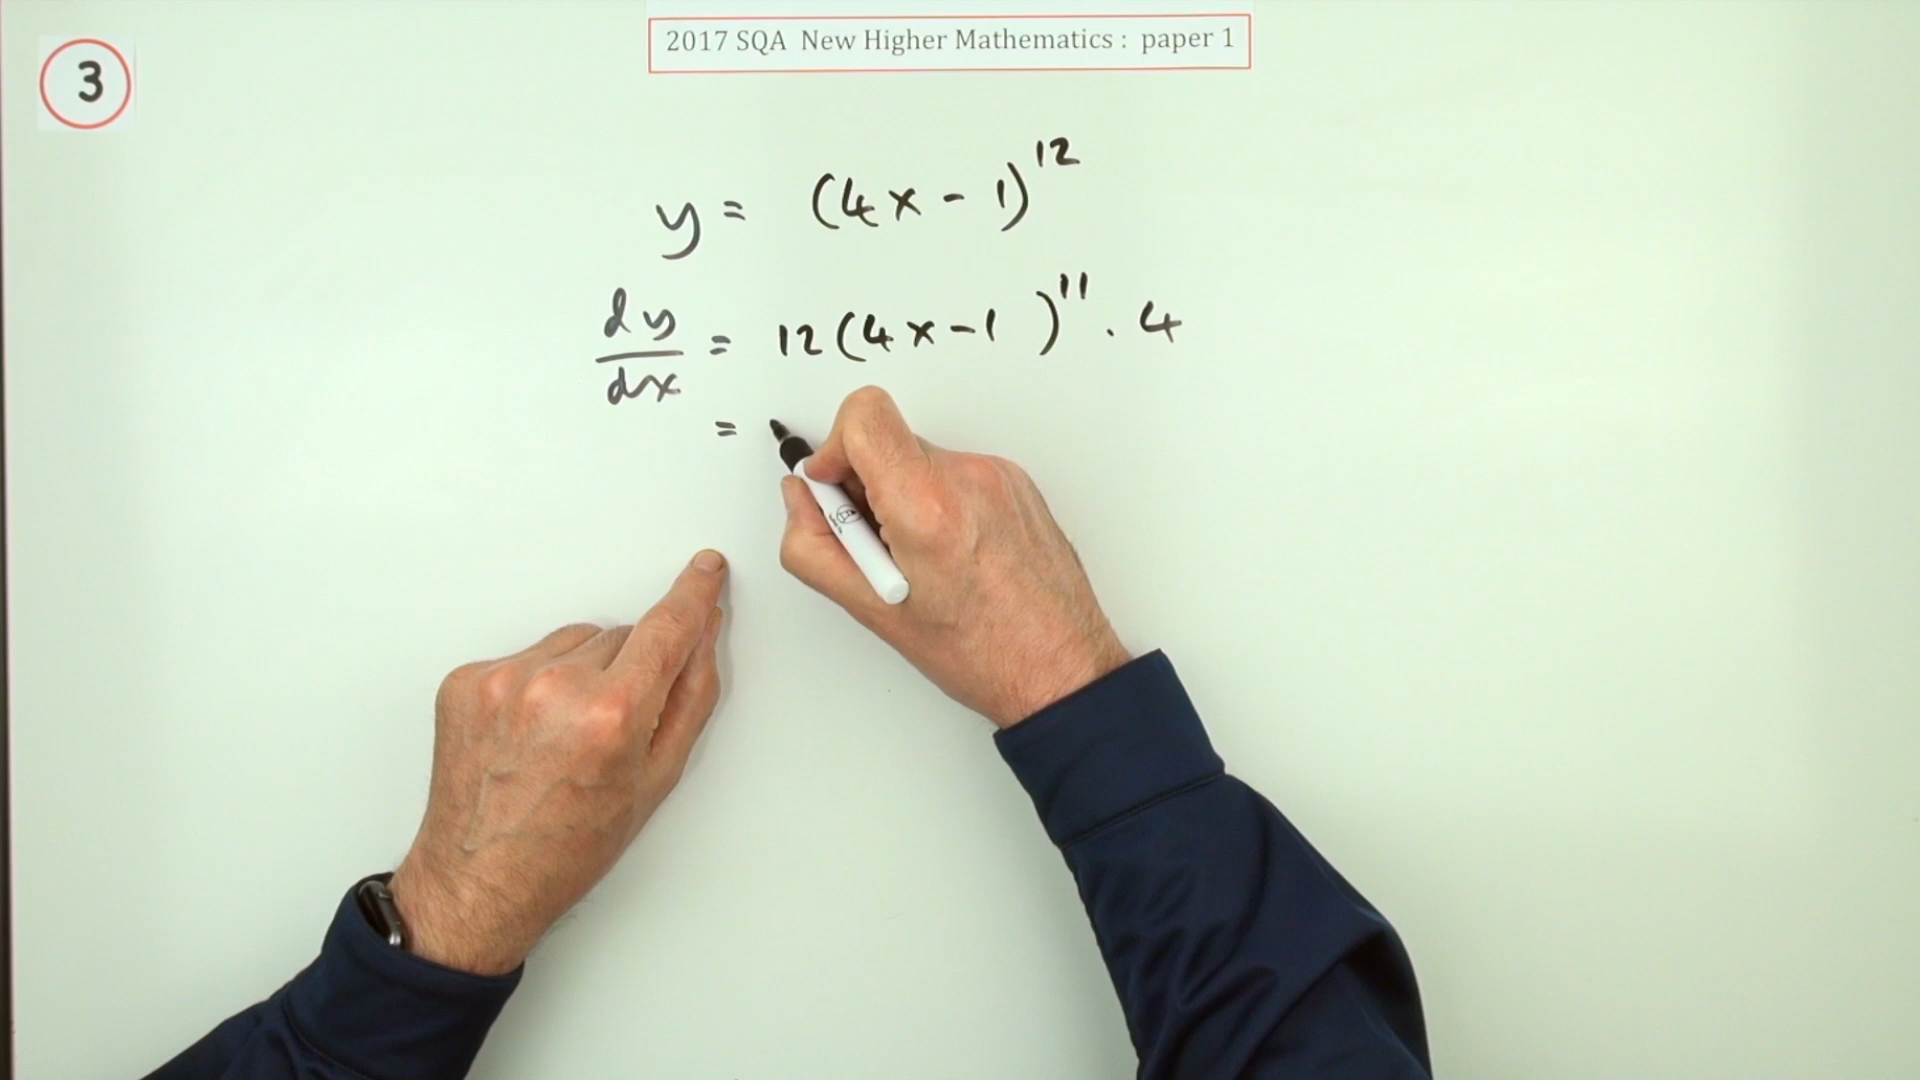 2017 SQA New Higher Mathematics : paper 1
3
y = (4x - 1)¹²
dy/dx = 12(4x-1 )¹¹ . 4
=